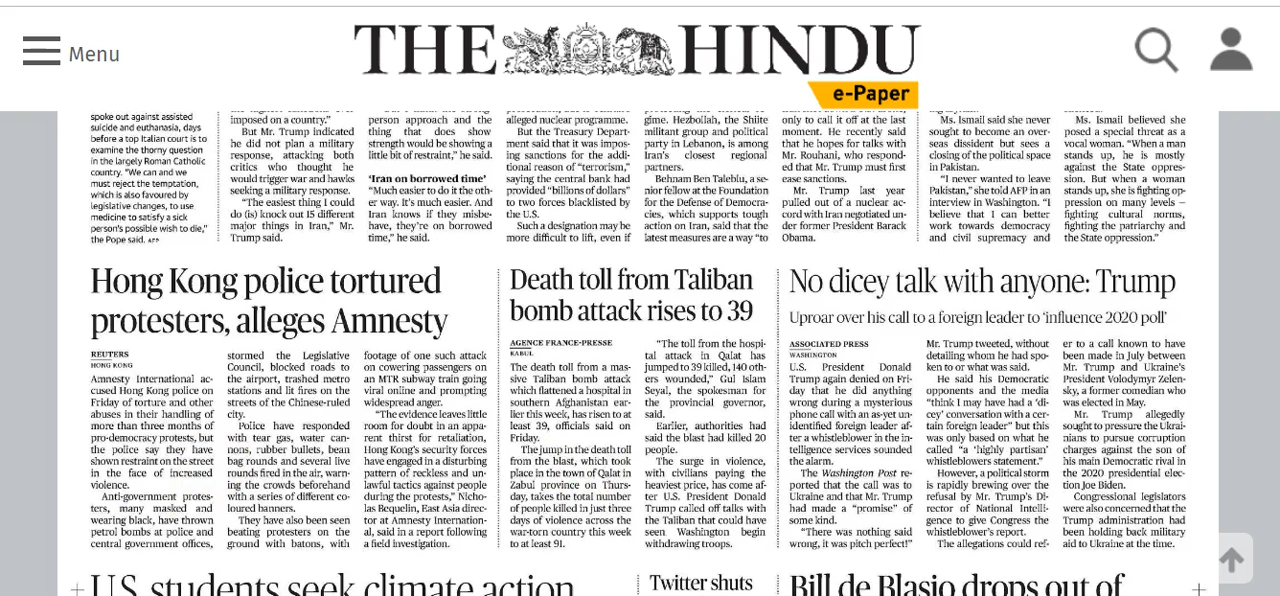 Menu
THE HINDU
e-Paper
spoke out against assisted
suicide and euthanasia, days
before a top Italian court is to
examine the thorny question
in the largely Roman Catholic
country. "We can and we
must reject the temptation,
which is also favoured by
legislative changes, to use
medicine to satisfy a sick
person's possible wish to die,"
the Pope said. AFP
imposed on a country."
But Mr. Trump indicated
he did not plan a military
response, attacking both
critics who thought he
would trigger war and hawks
seeking a military response.
"The easiest thing I could
do (is) knock out 15 different
major things in Iran," Mr.
Trump said.
person approach and the
thing that does show
strength would be showing a
little bit of restraint," he said.
'Iran on borrowed time'
"Much easier to do it the oth-
er way. It's much easier. And
Iran knows if they misbe-
have, they're on borrowed
time," he said.
alleged nuclear programme.
But the Treasury Depart-
ment said that it was impos-
ing sanctions for the addi-
tional reason of "terrorism,"
saying the central bank had
provided "billions of dollars"
to two forces blacklisted by
the U.S.
Such a designation may be
more difficult to lift, even if
gime. Hezbollah, the Shiite
militant group and political
party in Lebanon, is among
Iran's closest regional
partners.
Behnam Ben Taleblu, a se-
nior fellow at the Foundation
for the Defense of Democra-
cies, which supports tough
action on Iran, said that the
latest measures are a way "to
only to call it off at the last
moment. He recently said
that he hopes for talks with
Mr. Rouhani, who respond-
ed that Mr. Trump must first
ease sanctions.
Mr. Trump last year
pulled out of a nuclear ac-
cord with Iran negotiated un-
der former President Barack
Obama.
Ms. Ismail said she never
sought to become an over-
seas dissident but sees a
closing of the political space
in Pakistan.
"I never wanted to leave
Pakistan," she told AFP in an
interview in Washington. "I
believe that I can better
work towards democracy
and civil supremacy and
Ms. Ismail believed she
posed a special threat as a
vocal woman. "When a man
stands up, he is mostly
against the State oppres-
sion. But when a woman
stands up, she is fighting op-
pression on many levels –
fighting cultural norms,
fighting the patriarchy and
the State oppression."
Hong Kong police tortured
protesters, alleges Amnesty
REUTERS
HONG KONG
Amnesty International ac-
cused Hong Kong police on
Friday of torture and other
abuses in their handling of
more than three months of
pro-democracy protests, but
the police say they have
shown restraint on the street
in the face of increased
violence.
Anti-government protes-
ters, many masked and
wearing black, have thrown
petrol bombs at police and
central government offices,
stormed the Legislative
Council, blocked roads to
the airport, trashed metro
stations and lit fires on the
streets of the Chinese-ruled
city.
Police have responded
with tear gas, water can-
nons, rubber bullets, bean
bag rounds and several live
rounds fired in the air, warn-
ing the crowds beforehand
with a series of different co-
loured banners.
They have also been seen
beating protesters on the
ground with batons, with
footage of one such attack
on covering passengers on
an MTR subway train going
viral online and prompting
widespread anger.
"The evidence leaves little
room for doubt in an appa-
rent thirst for retaliation,
Hong Kong's security forces
have engaged in a disturbing
pattern of reckless and un-
lawful tactics against people
during the protests," Nicho-
las Bequelin, East Asia direc-
tor at Amnesty Internation-
al, said in a report following
a field investigation.
Death toll from Taliban
bomb attack rises to 39
AGENCE FRANCE-PRESSE
KABUL
The death toll from a mas-
sive Taliban bomb attack
which flattened a hospital in
southern Afghanistan ear-
lier this week, has risen to at
least 39, officials said on
Friday.
The jump in the death toll
from the blast, which took
place in the town of Qalat in
Zabul province on Thurs-
day, takes the total number
of people killed in just three
days of violence across the
war-torn country this week
to at least 91.
"The toll from the hospi-
tal attack in Qalat has
jumped to 39 killed, 140 oth-
ers wounded," Gul Islam
Seyal, the spokesman for
the provincial governor,
said.
Earlier, authorities had
said the blast had killed 20
people.
The surge in violence,
with civilians paying the
heaviest price, has come af-
ter U.S. President Donald
Trump called off talks with
the Taliban that could have
seen Washington begin
withdrawing troops.
No dicey talk with anyone: Trump
Uproar over his call to a foreign leader to 'influence 2020 poll'
ASSOCIATED PRESS
WASHINGTON
U.S. President Donald
Trump again denied on Fri-
day that he did anything
wrong during a mysterious
phone call with an as-yet un-
identified foreign leader af-
ter a whistleblower in the in-
telligence services sounded
the alarm.
The Washington Post re-
ported that the call was to
Ukraine and that Mr. Trump
had made a "promise" of
some kind.
"There was nothing said
wrong, it was pitch perfect!"
Mr. Trump tweeted, without
detailing whom he had spo-
ken to or what was said.
He said his Democratic
opponents and the media
"think I may have had a 'di-
cey' conversation with a cer-
tain foreign leader" but this
was only based on what he
called "a 'highly partisan'
whistleblowers statement."
However, a political storm
is rapidly brewing over the
refusal by Mr. Trump's Di-
rector of National Intelli-
gence to give Congress the
whistleblower's report.
The allegations could ref-
er to a call known to have
been made in July between
Mr. Trump and Ukraine's
President Volodymyr Zelen-
sky, a former comedian who
was elected in May.
Mr. Trump allegedly
sought to pressure the Ukrai-
nians to pursue corruption
charges against the son of
his main Democratic rival in
the 2020 presidential elec-
tion Joe Biden.
Congressional legislators
were also concerned that the
Trump administration had
been holding back military
aid to Ukraine at the time.
U.S. students seek climate action
Twitter shuts
Bill de Blasio drops out of